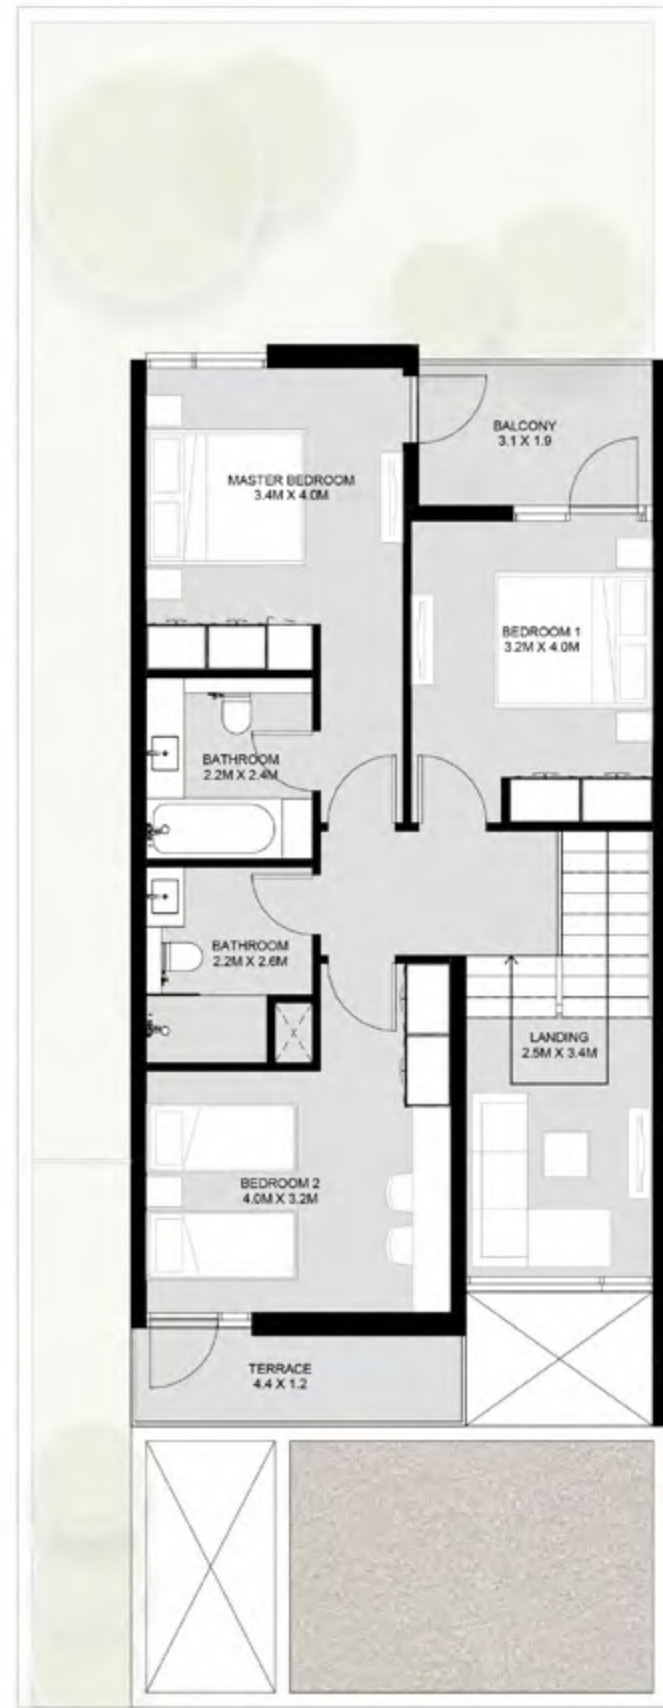 BALCONY
3.1 X 1.9
MASTER BEDROOM
3.4M X 4.0M
BEDROOM 1
3.2M X 4.0M
BATHROOM
2.2M X 2.4M
BATHROOM
2.2M X 2.6M
LANDING
2.5M X 3.4M
BEDROOM 2
4.0M X 3.2M
TERRACE
4.4 X 1.2